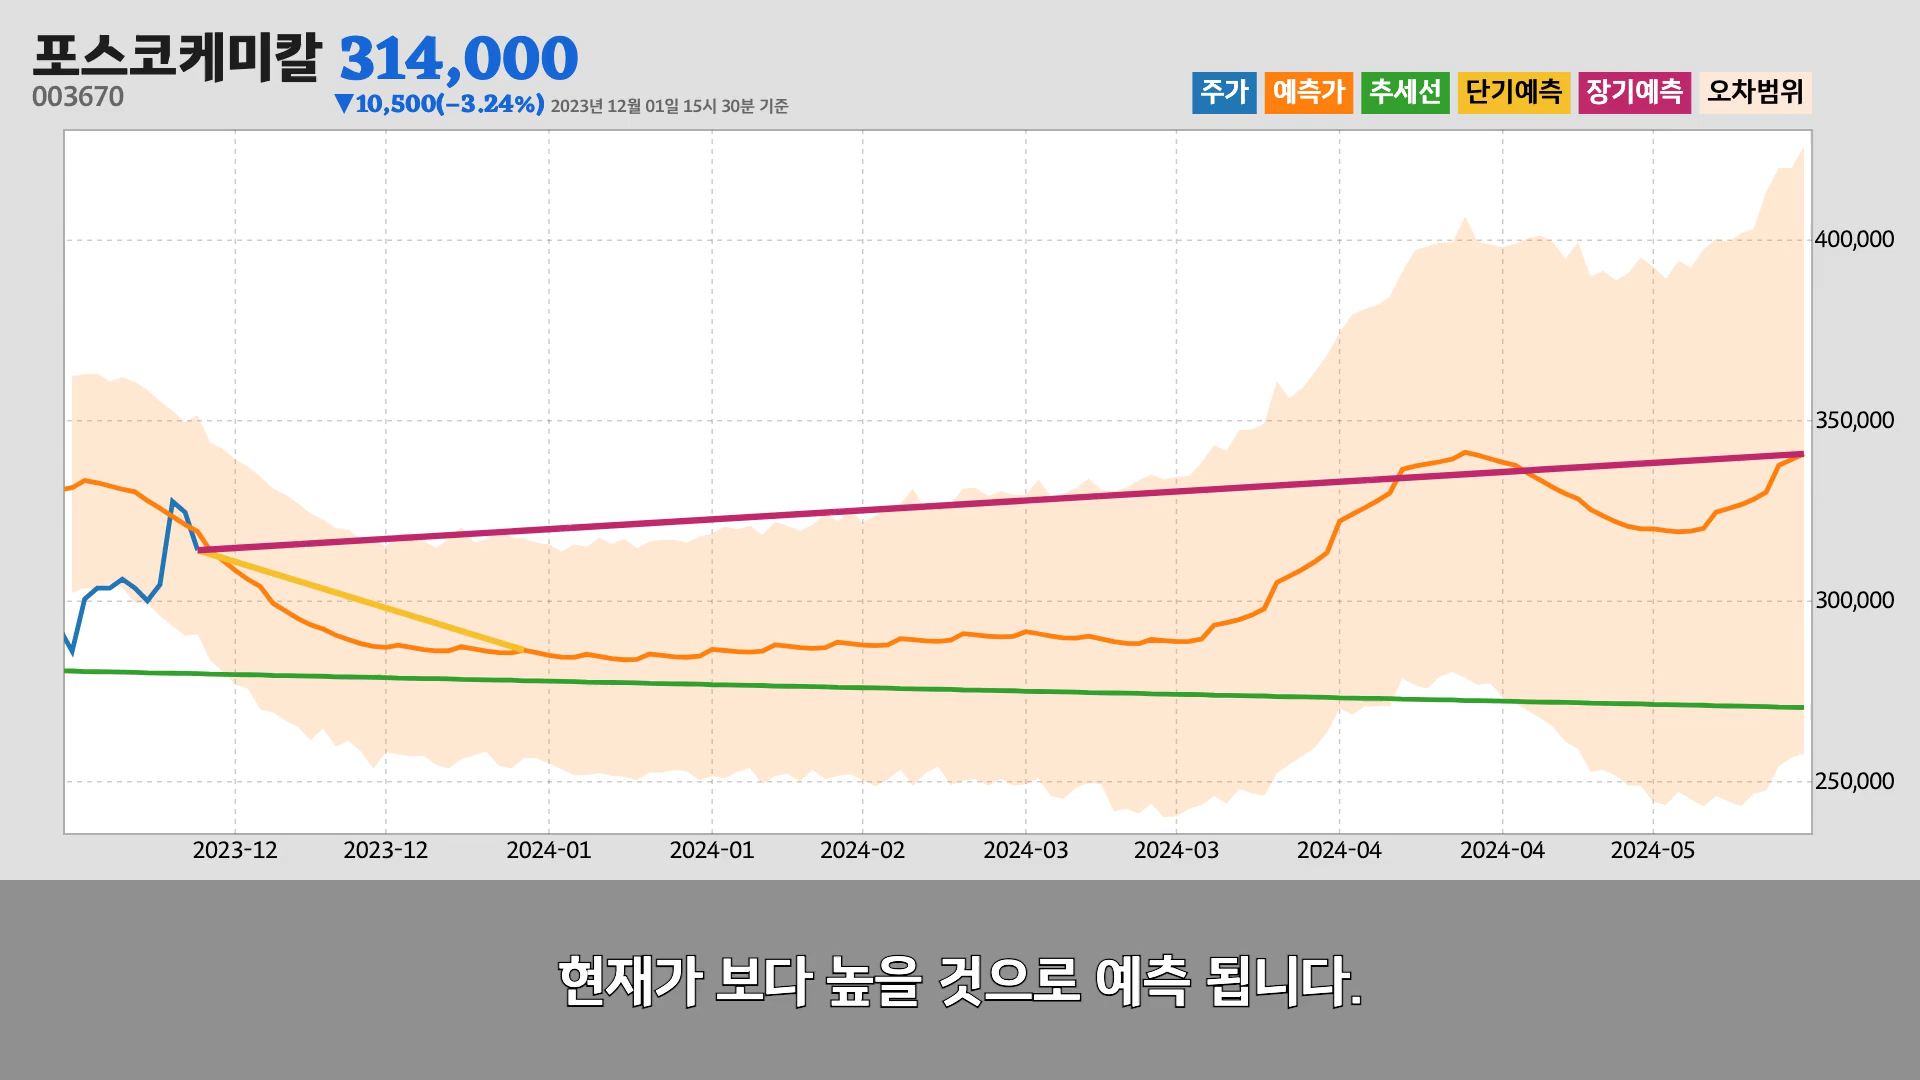 포스코케미칼 314,000
003670
▼10,500(-3.24%) 2023년 12월 01일 15시 30분 기준
주가 예측가 추세선 단기예측 장기예측 오차범위
400,000
350,000
300,000
250,000
2023-12 2023-12 2024-01 2024-01 2024-02 2024-03 2024-03 2024-04 2024-04 2024-05
현재가 보다 높을 것으로 예측 됩니다.